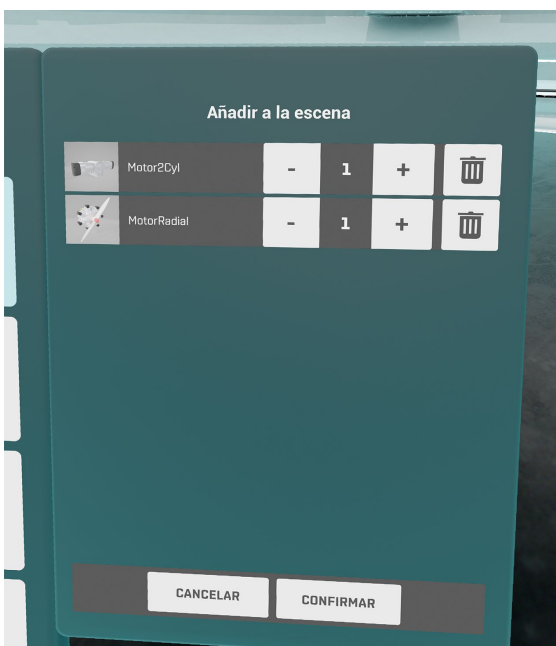 Añadir a la escena
Motor2Cyl - 1 +
MotorRadial - 1 +
CANCELAR CONFIRMAR